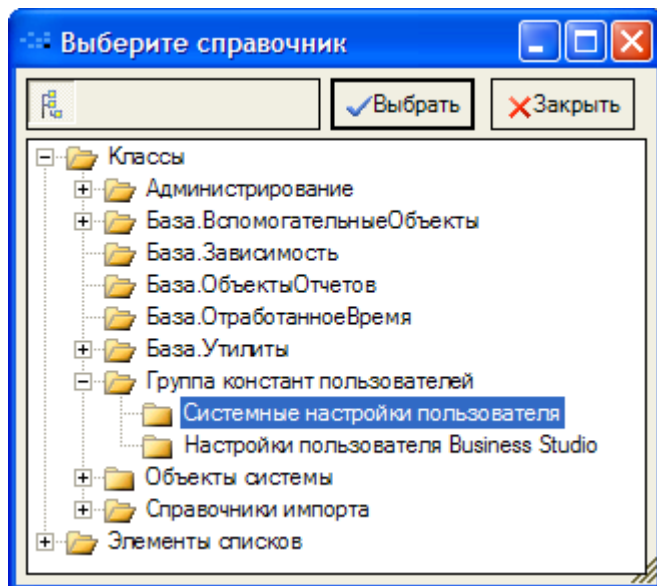 Выберите справочник
Выбрать Закрыть
Классы
Администрирование
База.ВспомогательныеОбъекты
База.Зависимость
База.ОбъектыОтчетов
База.ОтработанноеВремя
База.Утилиты
Группа констант пользователей
Системные настройки пользователя
Настройки пользователя Business Studio
Объекты системы
Справочники импорта
Элементы списков